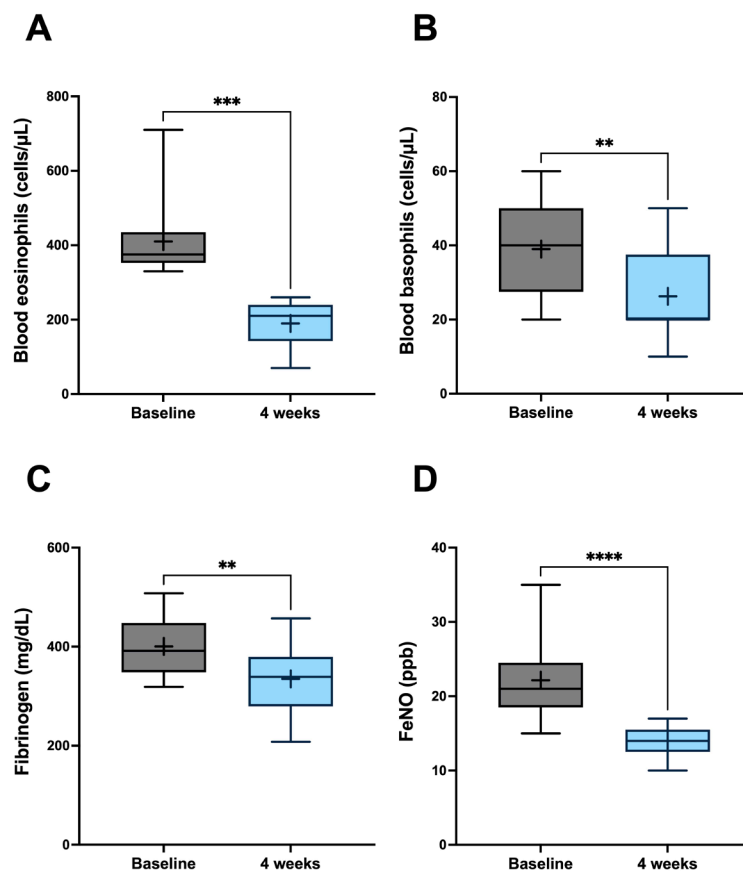 A
Blood eosinophils (cells/µL)
800
600
400
200
0
***
Baseline
4 weeks
B
Blood basophils (cells/µL)
80
60
40
20
0
**
Baseline
4 weeks
C
Fibrinogen (mg/dL)
600
400
200
0
**
Baseline
4 weeks
D
FeNO (ppb)
40
30
20
10
0
****
Baseline
4 weeks